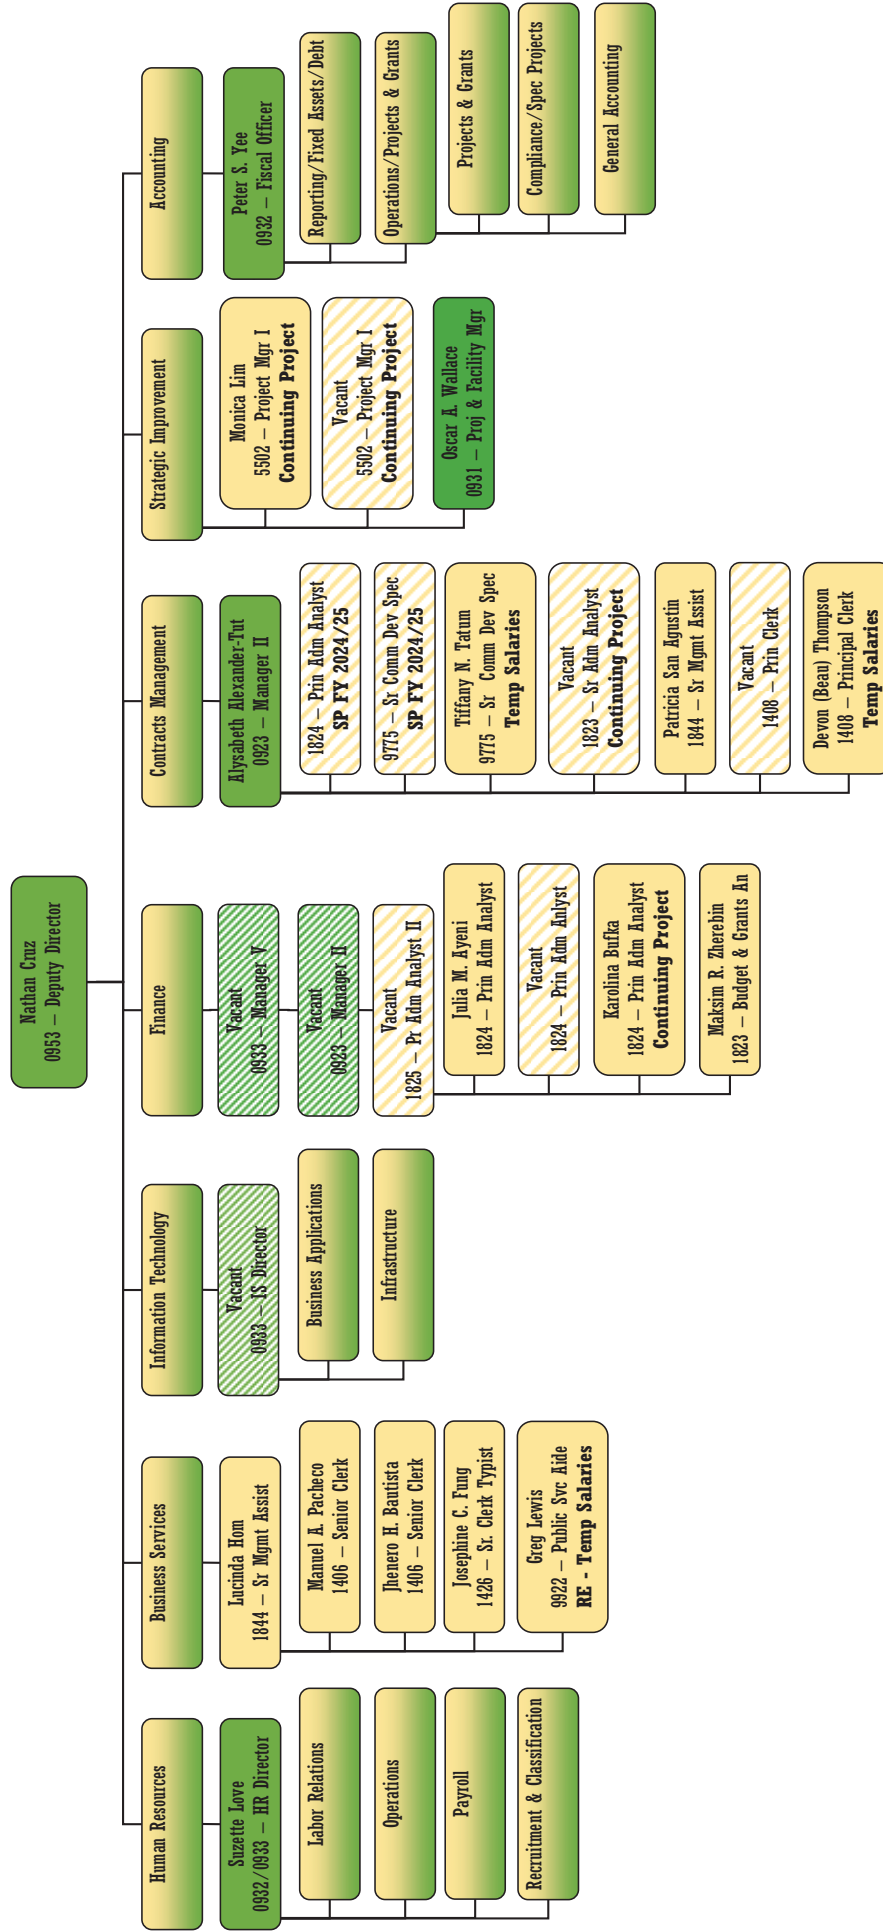 Nathan Cruz
0953 – Deputy Director
Human Resources
Suzette Love
0932/0933 – HR Director
Labor Relations
Operations
Payroll
Recruitment & Classification
Business Services
Lucinda Hom
1844 – Sr Mgmt Assist
Manuel A. Pacheco
1406 – Senior Clerk
Jhenero H. Bautista
1406 – Senior Clerk
Josephine C. Fung
1426 – Sr. Clerk Typist
Greg Lewis
9922 – Public Svc Aide
RE - Temp Salaries
Information Technology
Vacant
0933 – IS Director
Business Applications
Infrastructure
Finance
Vacant
0933 – Manager V
Vacant
0923 – Manager II
Vacant
1825 – Pr Adm Analyst II
Julia M. Ayeni
1824 – Prin Adm Analyst
Vacant
1824 – Prin Adm Anlyst
Karolina Bufka
1824 – Prin Adm Analyst
Continuing Project
Maksim R. Zherebin
1823 – Budget & Grants An
Contracts Management
Alysabeth Alexander-Tut
0923 – Manager II
1824 – Prin Adm Analyst
SP FY 2024/25
9775 – Sr Comm Dev Spec
SP FY 2024/25
Tiffany N. Tatum
9775 – Sr Comm Dev Spec
Temp Salaries
Vacant
1823 – Sr Adm Analyst
Continuing Project
Patricia San Agustin
1844 – Sr Mgmt Assist
Vacant
1408 – Prin Clerk
Devon (Beau) Thompson
1408 – Principal Clerk
Temp Salaries
Strategic Improvement
Monica Lim
5502 – Project Mgr I
Continuing Project
Vacant
5502 – Project Mgr I
Continuing Project
Oscar A. Wallace
0931 – Proj & Facility Mgr
Accounting
Peter S. Yee
0932 – Fiscal Officer
Reporting/Fixed Assets/Debt
Operations/Projects & Grants
Projects & Grants
Compliance/Spec Projects
General Accounting